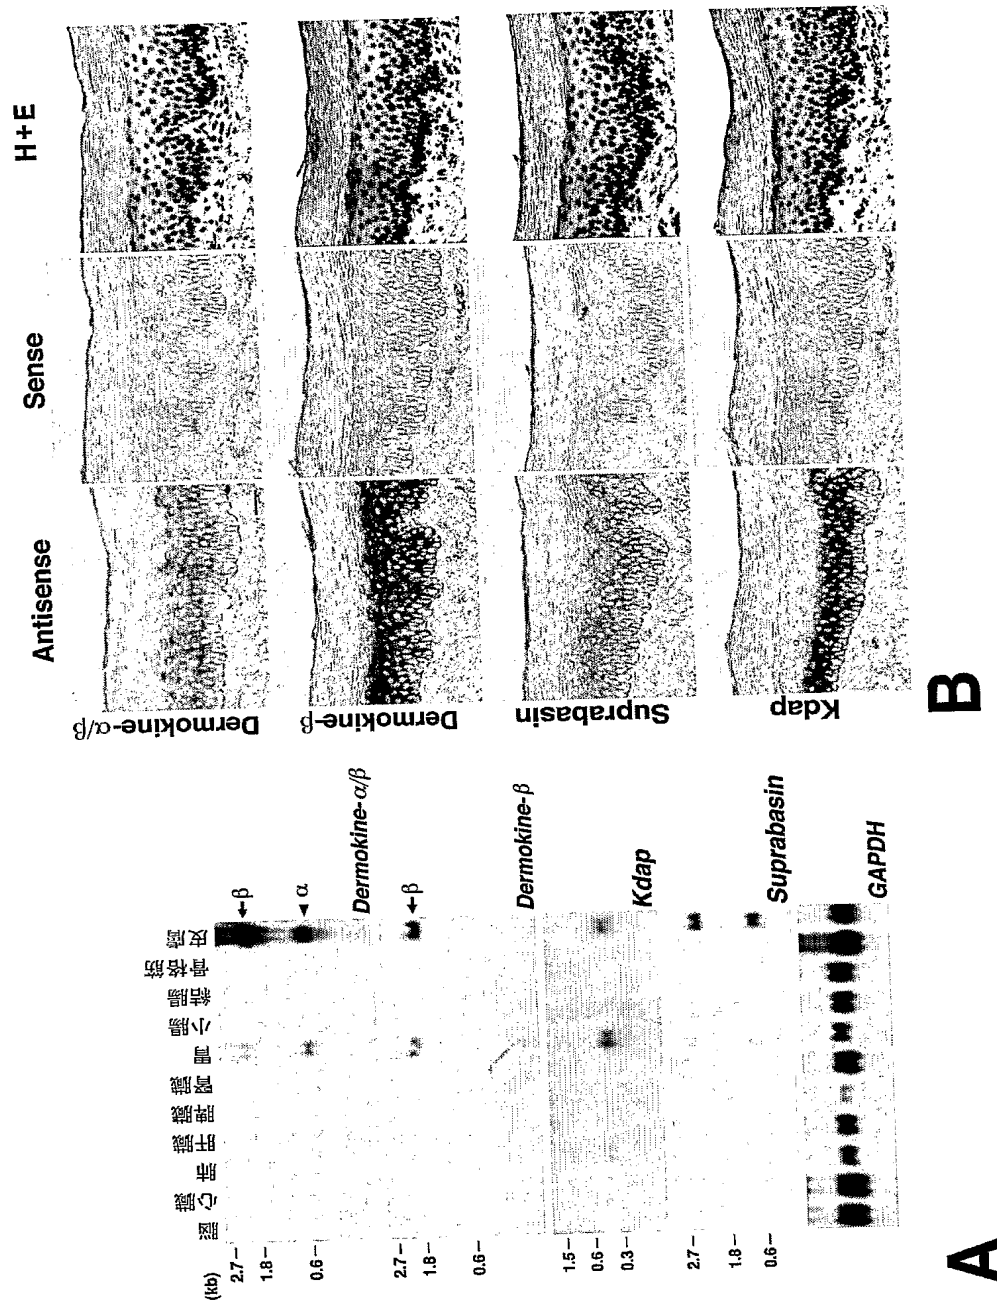 A
(kb)
脳
心臓
肺
肝臓
脾臓
腎臓
胃
小腸
結腸
骨格筋
皮膚
2.7
1.8
0.6
←β
◄α
Dermokine-α/β
2.7
1.8
0.6
←β
Dermokine-β
1.5
0.6
0.3
Kdap
2.7
1.8
0.6
Suprabasin
GAPDH
B
Antisense
Sense
H+E
Dermokine-α/β
Dermokine-β
Suprabasin
Kdap